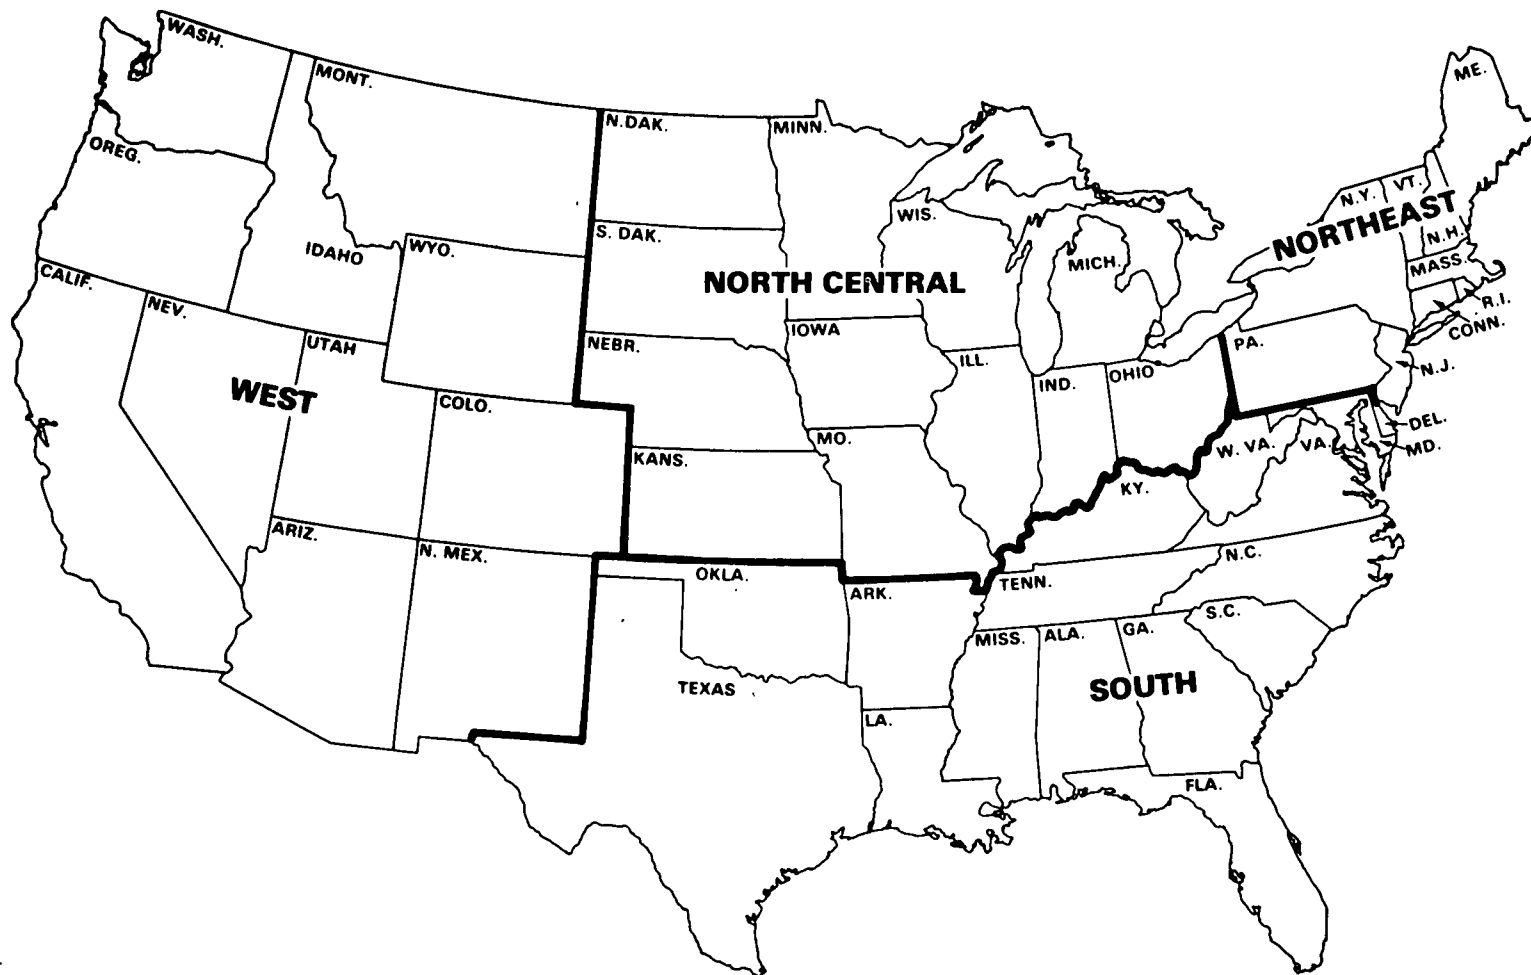 WASH.
MONT.
ME.
N.DAK.
MINN.
OREG.
N.Y.
VT.
WIS.
NORTHEAST
S. DAK.
IDAHO
WYO.
N.H.
MICH.
MASS.
CALIF.
NORTH CENTRAL
NEV.
R.I.
IOWA
CONN.
UTAH
NEBR.
PA.
ILL.
N.J.
OHIO
IND.
WEST
COLO.
DEL.
MO.
W. VA.
VA.
MD.
KANS.
KY.
ARIZ.
N. MEX.
N.C.
OKLA.
TENN.
ARK.
S.C.
MISS.
ALA.
GA.
TEXAS
SOUTH
LA.
FLA.